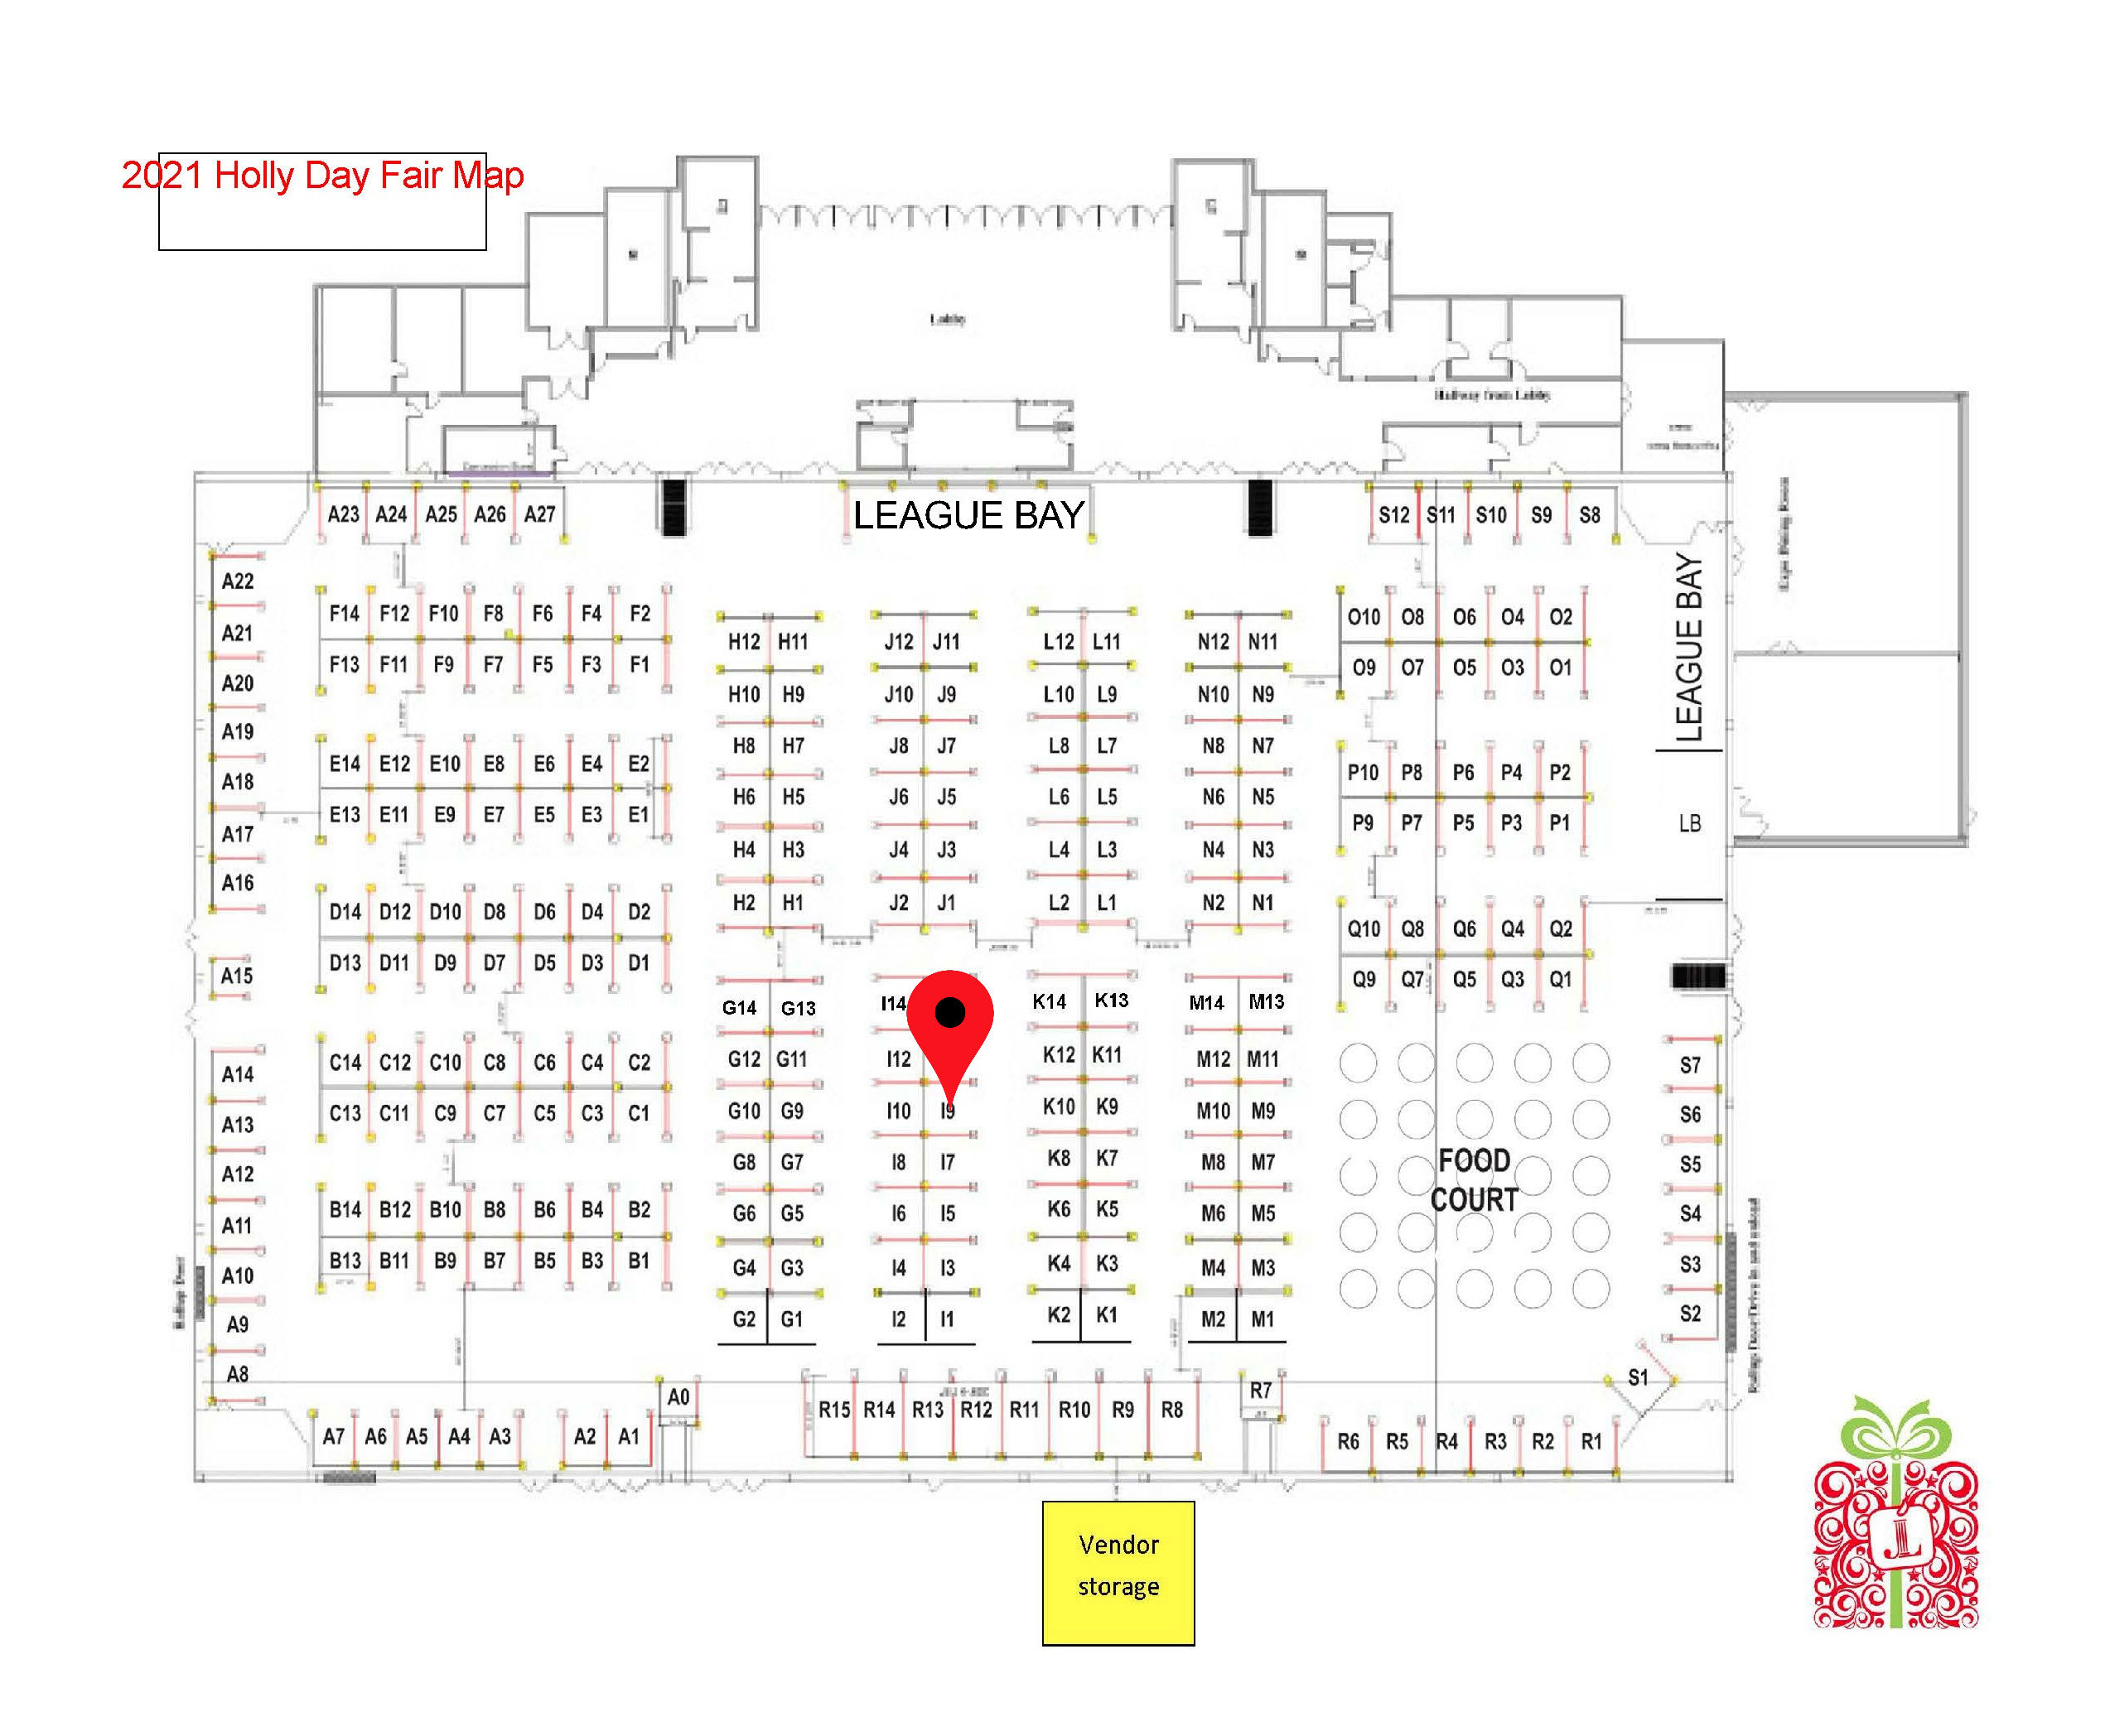 2021 Holly Day Fair Map
Lobby
Hallway from Lobby
LEAGUE BAY
A23 A24 A25 A26 A27
S12 S11 S10 S9 S8
A22
A21
A20
A19
A18
A17
A16
A15
A14
A13
A12
A11
A10
A9
A8
F14 F12 F10 F8 F6 F4 F2
F13 F11 F9 F7 F5 F3 F1
E14 E12 E10 E8 E6 E4 E2
E13 E11 E9 E7 E5 E3 E1
D14 D12 D10 D8 D6 D4 D2
D13 D11 D9 D7 D5 D3 D1
C14 C12 C10 C8 C6 C4 C2
C13 C11 C9 C7 C5 C3 C1
B14 B12 B10 B8 B6 B4 B2
B13 B11 B9 B7 B5 B3 B1
H12 H11 J12 J11 L12 L11 N12 N11
H10 H9 J10 J9 L10 L9 N10 N9
H8 H7 J8 J7 L8 L7 N8 N7
H6 H5 J6 J5 L6 L5 N6 N5
H4 H3 J4 J3 L4 L3 N4 N3
H2 H1 J2 J1 L2 L1 N2 N1
G14 G13 I14 K14 K13 M14 M13
G12 G11 I12 K12 K11 M12 M11
G10 G9 I10 I9 K10 K9 M10 M9
G8 G7 I8 I7 K8 K7 M8 M7
G6 G5 I6 I5 K6 K5 M6 M5
G4 G3 I4 I3 K4 K3 M4 M3
G2 G1 I2 I1 K2 K1 M2 M1
O10 O8 O6 O4 O2
O9 O7 O5 O3 O1
P10 P8 P6 P4 P2
P9 P7 P5 P3 P1
Q10 Q8 Q6 Q4 Q2
Q9 Q7 Q5 Q3 Q1
LEAGUE BAY
LB
FOOD
COURT
S7
S6
S5
S4
S3
S2
S1
A7 A6 A5 A4 A3 A2 A1
A0
R15 R14 R13 R12 R11 R10 R9 R8
R7
R6 R5 R4 R3 R2 R1
Vendor
storage
JL